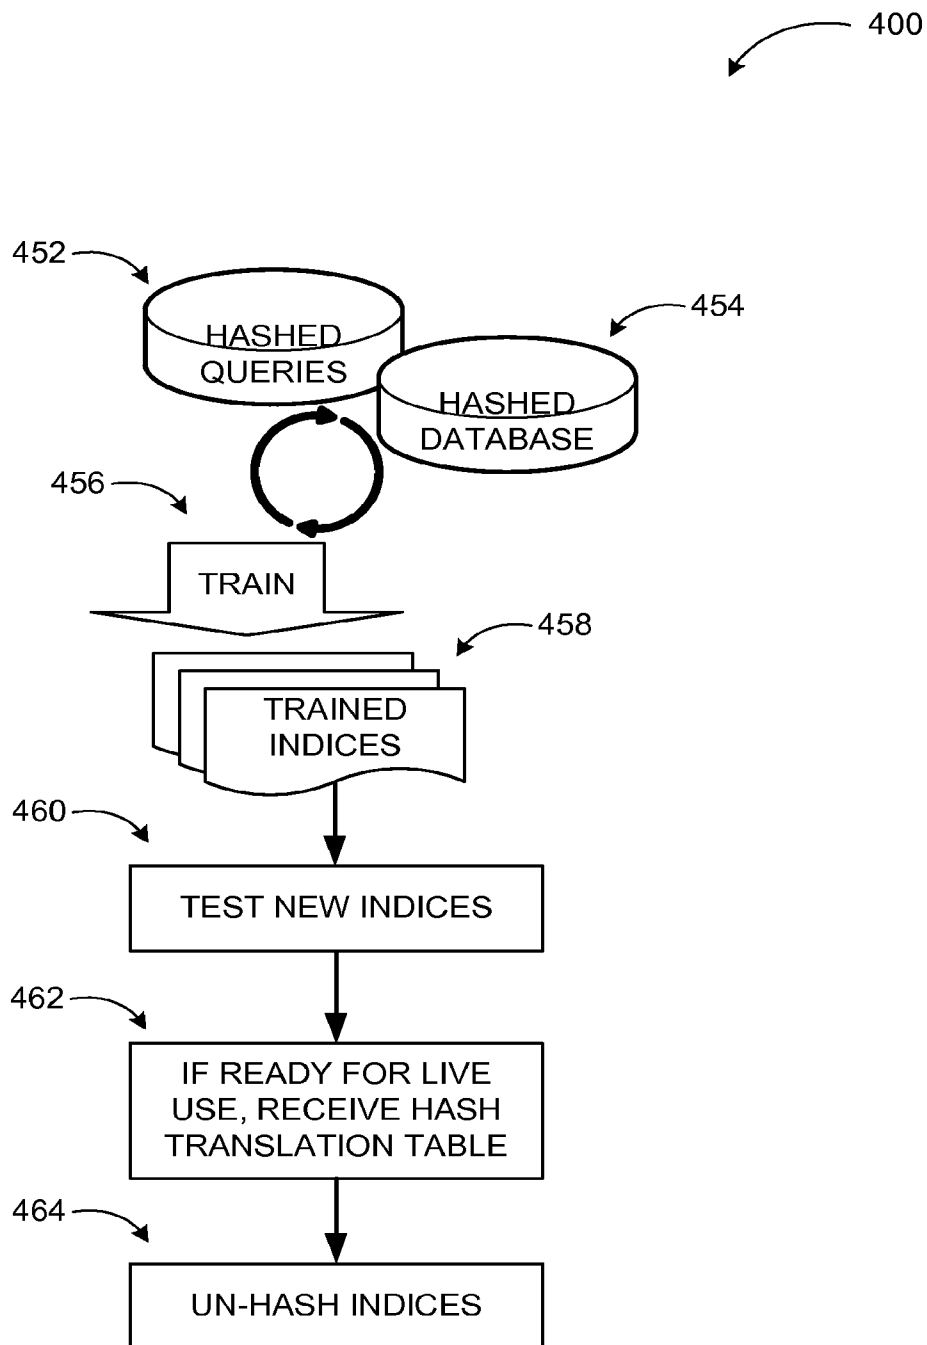 400
452
HASHED
QUERIES
454
HASHED
DATABASE
456
TRAIN
458
TRAINED
INDICES
460
TEST NEW INDICES
462
IF READY FOR LIVE
USE, RECEIVE HASH
TRANSLATION TABLE
464
UN-HASH INDICES